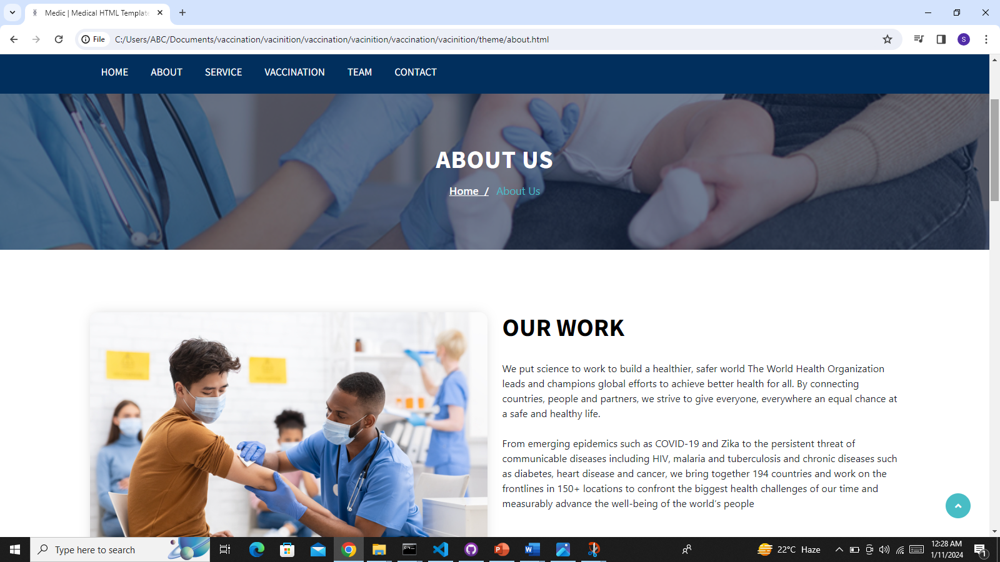 Medic | Medical HTML Template
File
C:/Users/ABC/Documents/vaccination/vacinition/vaccination/vacinition/vaccination/vacinition/theme/about.html
S
HOME ABOUT SERVICE VACCINATION TEAM CONTACT
ABOUT US
Home / About Us
OUR WORK
We put science to work to build a healthier, safer world The World Health Organization
leads and champions global efforts to achieve better health for all. By connecting
countries, people and partners, we strive to give everyone, everywhere an equal chance at
a safe and healthy life.
From emerging epidemics such as COVID-19 and Zika to the persistent threat of
communicable diseases including HIV, malaria and tuberculosis and chronic diseases such
as diabetes, heart disease and cancer, we bring together 194 countries and work on the
frontlines in 150+ locations to confront the biggest health challenges of our time and
measurably advance the well-being of the world’s people
Type here to search
22°C Haze
12:28 AM
1/11/2024
1